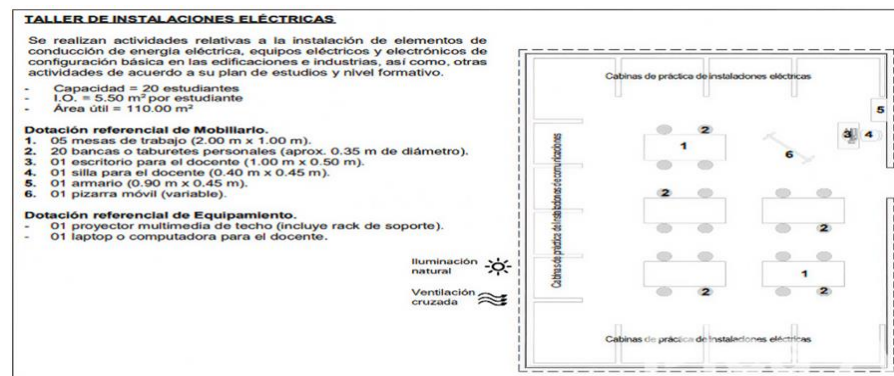 TALLER DE INSTALACIONES ELÉCTRICAS
Se realizan actividades relativas a la instalación de elementos de
conducción de energía eléctrica, equipos eléctricos y electrónicos de
configuración básica en las edificaciones e industrias, así como, otras
actividades de acuerdo a su plan de estudios y nivel formativo.
- Capacidad = 20 estudiantes
- I.O. = 5.50 m² por estudiante
- Área útil = 110.00 m²
Dotación referencial de Mobiliario.
1. 05 mesas de trabajo (2.00 m x 1.00 m).
2. 20 bancas o taburetes personales (aprox. 0.35 m de diámetro).
3. 01 escritorio para el docente (1.00 m x 0.50 m).
4. 01 silla para el docente (0.40 m x 0.45 m).
5. 01 armario (0.90 m x 0.45 m).
6. 01 pizarra móvil (variable).
Dotación referencial de Equipamiento.
- 01 proyector multimedia de techo (incluye rack de soporte).
- 01 laptop o computadora para el docente.
Iluminación
natural
Ventilación
cruzada
Cabinas de práctica de instalaciones eléctricas
Cabinas de práctica de Instalaciones de comunicaciones
5
2
3 4
1
6
2
2
1
2
2
Cabinas de práctica de instalaciones eléctricas